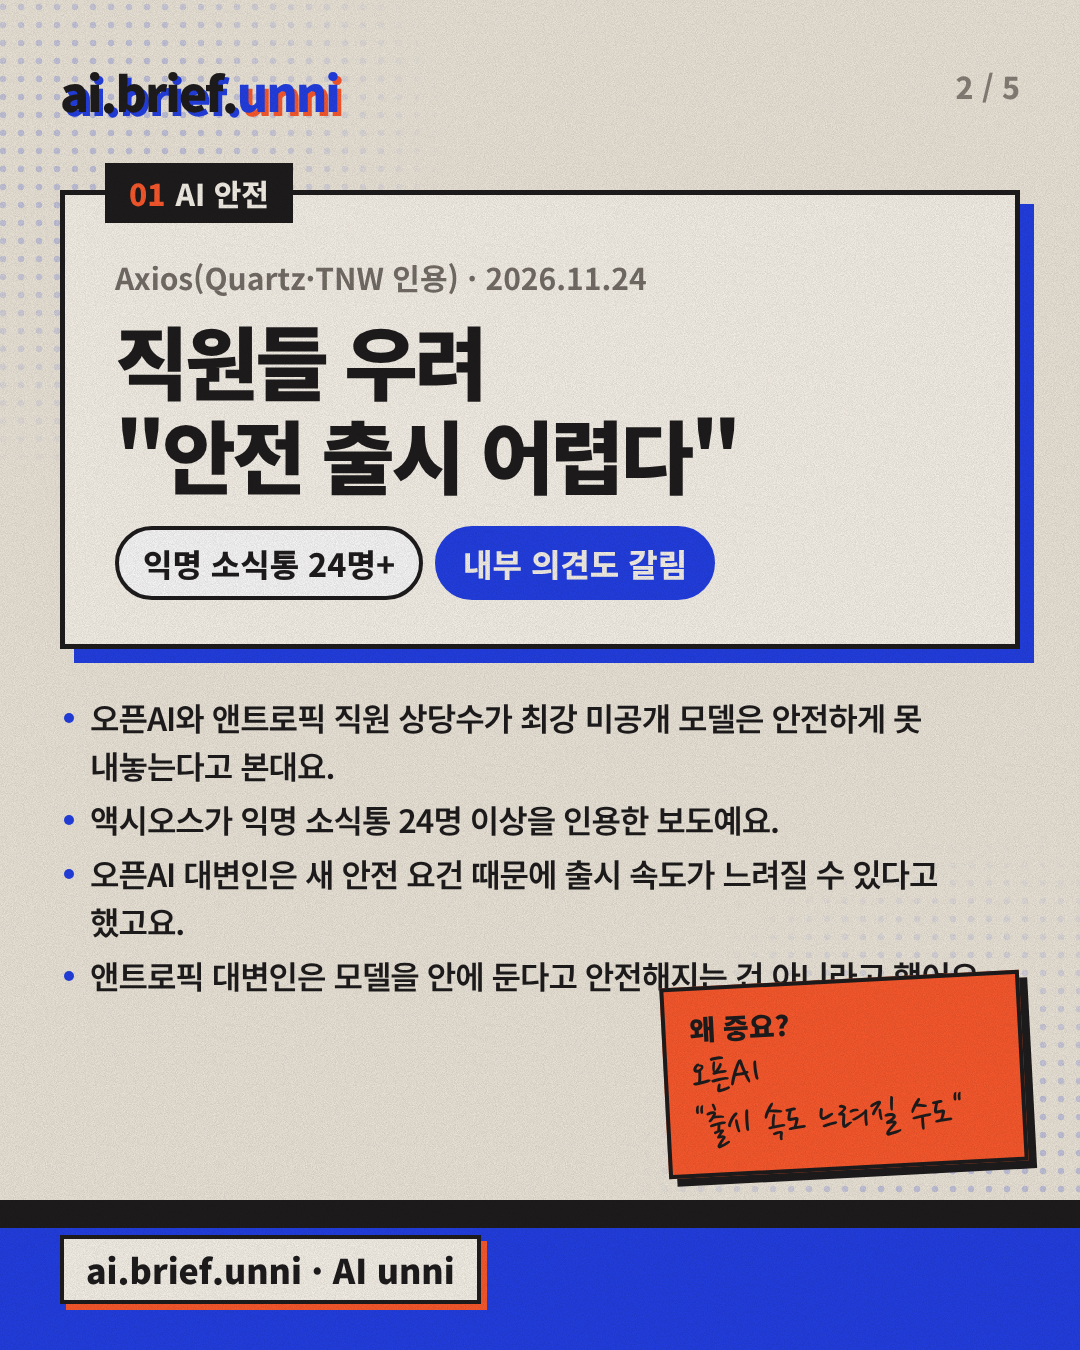 ai.brief.unni
2 / 5
01 AI 안전
Axios(Quartz·TNW 인용) · 2026.11.24
직원들 우려
"안전 출시 어렵다"
익명 소식통 24명+
내부 의견도 갈림
오픈AI와 앤트로픽 직원 상당수가 최강 미공개 모델은 안전하게 못
내놓는다고 본대요.
액시오스가 익명 소식통 24명 이상을 인용한 보도예요.
오픈AI 대변인은 새 안전 요건 때문에 출시 속도가 느려질 수 있다고
했고요.
앤트로픽 대변인은 모델을 안에 둔다고 안전해지는 건 아니라고 했어요.
왜 중요?
오픈AI
"출시 속도 느려질 수도"
ai.brief.unni · AI unni